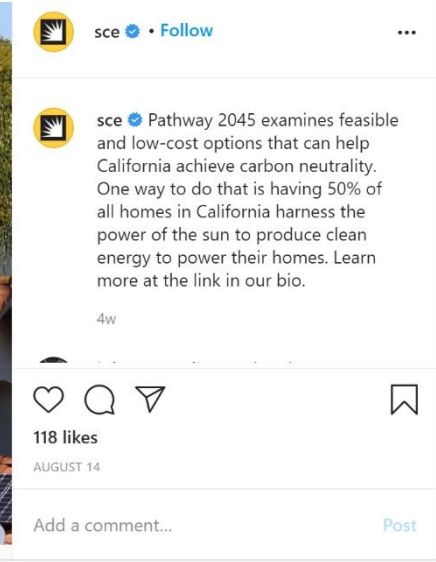 sce • Follow
sce Pathway 2045 examines feasible
and low-cost options that can help
California achieve carbon neutrality.
One way to do that is having 50% of
all homes in California harness the
power of the sun to produce clean
energy to power their homes. Learn
more at the link in our bio.
4w
118 likes
AUGUST 14
Add a comment... Post